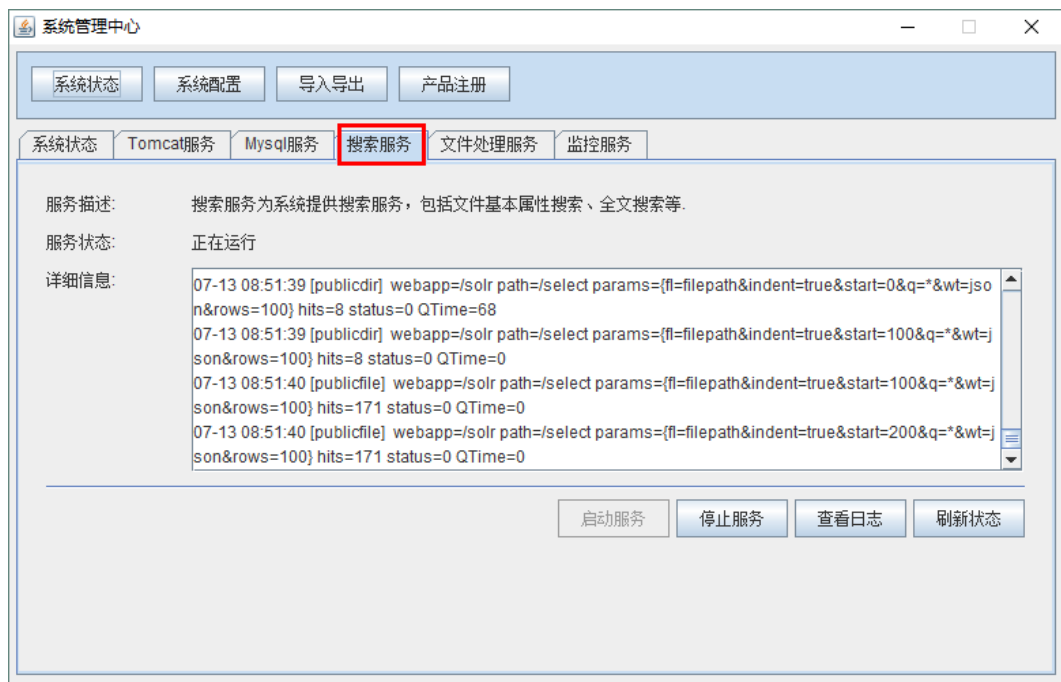 系统管理中心
系统状态 系统配置 导入导出 产品注册
系统状态 Tomcat服务 Mysql服务 搜索服务 文件处理服务 监控服务
服务描述: 搜索服务为系统提供搜索服务，包括文件基本属性搜索、全文搜索等.
服务状态: 正在运行
详细信息:
07-13 08:51:39 [publicdir] webapp=/solr path=/select params={fl=filepath&indent=true&start=0&q=*&wt=jso
n&rows=100} hits=8 status=0 QTime=68
07-13 08:51:39 [publicdir] webapp=/solr path=/select params={fl=filepath&indent=true&start=100&q=*&wt=j
son&rows=100} hits=8 status=0 QTime=0
07-13 08:51:40 [publicfile] webapp=/solr path=/select params={fl=filepath&indent=true&start=100&q=*&wt=j
son&rows=100} hits=171 status=0 QTime=0
07-13 08:51:40 [publicfile] webapp=/solr path=/select params={fl=filepath&indent=true&start=200&q=*&wt=j
son&rows=100} hits=171 status=0 QTime=0
启动服务 停止服务 查看日志 刷新状态